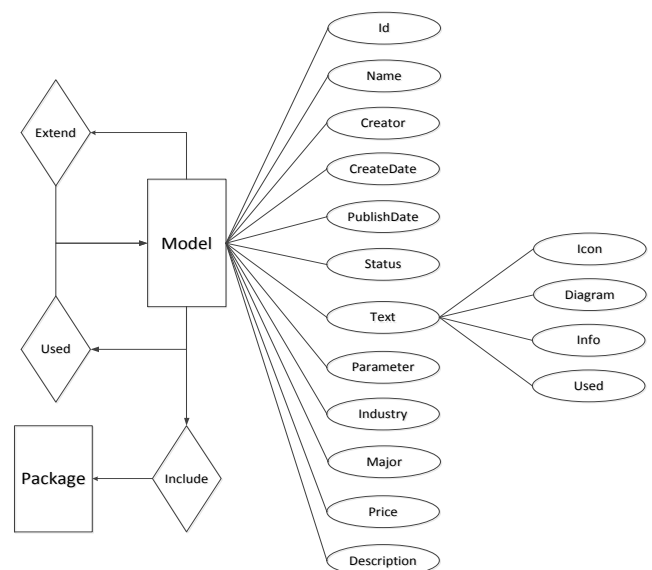 Extend
Model
Used
Package
Include
Id
Name
Creator
CreateDate
PublishDate
Status
Text
Parameter
Industry
Major
Price
Description
Icon
Diagram
Info
Used